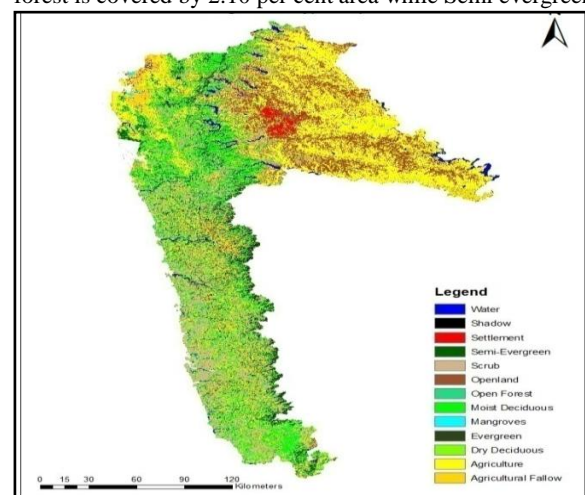 forest is covered by 2.10 per cent area while Semi evergreen
Legend
Water
Shadow
Settlement
Semi-Evergreen
Scrub
Openland
Open Forest
Moist Deciduous
Mangroves
Evergreen
Dry Deciduous
Agriculture
Agricultural Fallow
0 15 30 60 90 120
Kilometers